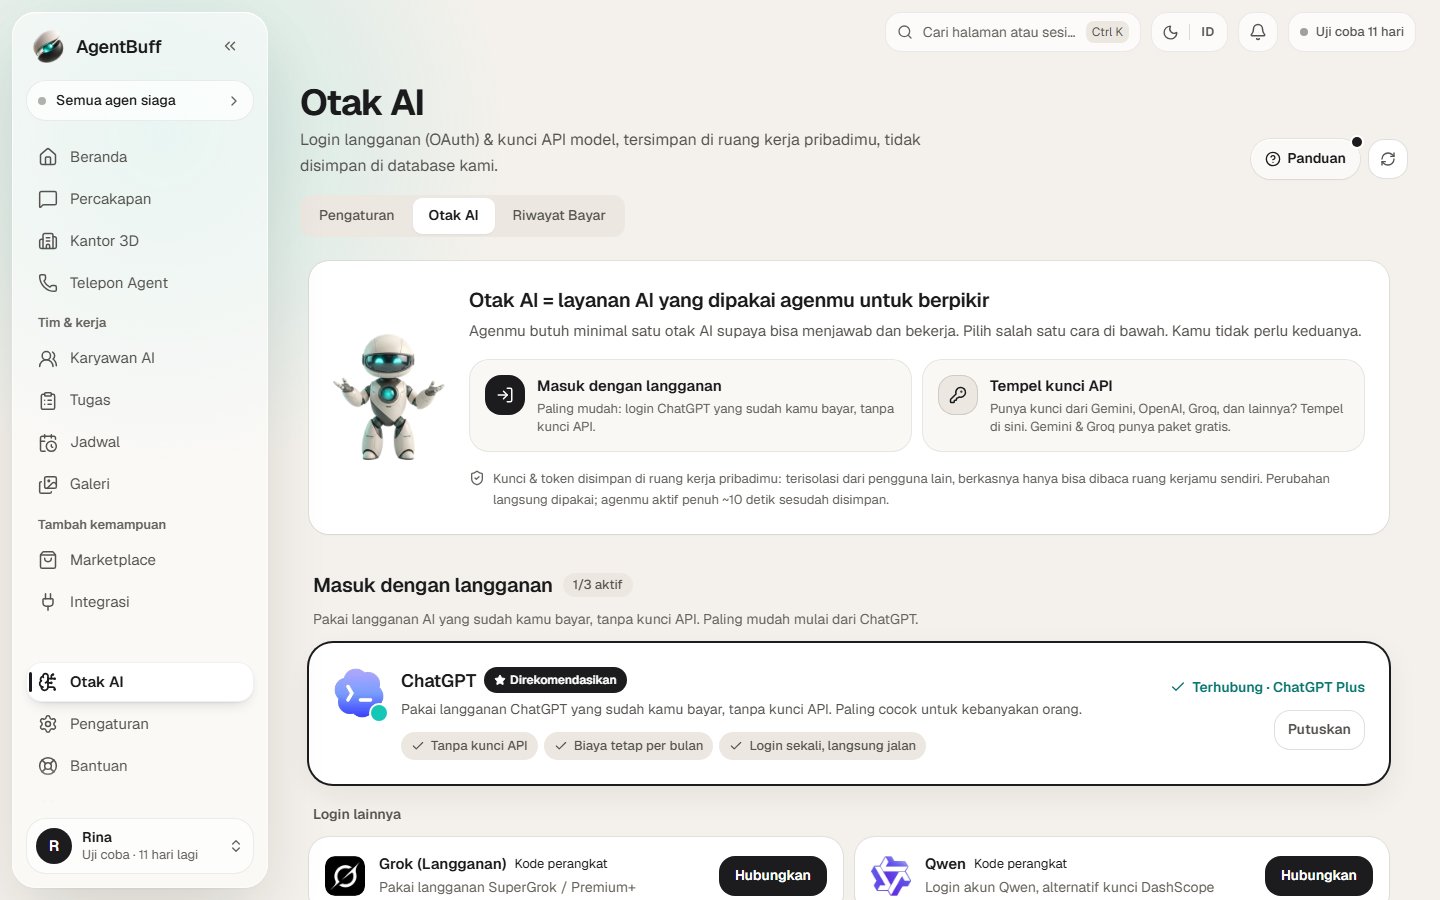 AgentBuff
Semua agen siaga
Beranda
Percakapan
Kantor 3D
Telepon Agent
Tim & kerja
Karyawan AI
Tugas
Jadwal
Galeri
Tambah kemampuan
Marketplace
Integrasi
Otak AI
Pengaturan
Bantuan
R
Rina
Uji coba · 11 hari lagi
Cari halaman atau sesi...
Ctrl K
ID
Uji coba 11 hari
Otak AI
Login langganan (OAuth) & kunci API model, tersimpan di ruang kerja pribadimu, tidak
disimpan di database kami.
Panduan
Pengaturan
Otak AI
Riwayat Bayar
Otak AI = layanan AI yang dipakai agenmu untuk berpikir
Agenmu butuh minimal satu otak AI supaya bisa menjawab dan bekerja. Pilih salah satu cara di bawah. Kamu tidak perlu keduanya.
Masuk dengan langganan
Paling mudah: login ChatGPT yang sudah kamu bayar, tanpa
kunci API.
Tempel kunci API
Punya kunci dari Gemini, OpenAI, Groq, dan lainnya? Tempel
di sini. Gemini & Groq punya paket gratis.
Kunci & token disimpan di ruang kerja pribadimu: terisolasi dari pengguna lain, berkasnya hanya bisa dibaca ruang kerjamu sendiri. Perubahan
langsung dipakai; agenmu aktif penuh ~10 detik sesudah disimpan.
Masuk dengan langganan
1/3 aktif
Pakai langganan AI yang sudah kamu bayar, tanpa kunci API. Paling mudah mulai dari ChatGPT.
ChatGPT
Direkomendasikan
Pakai langganan ChatGPT yang sudah kamu bayar, tanpa kunci API. Paling cocok untuk kebanyakan orang.
Tanpa kunci API
Biaya tetap per bulan
Login sekali, langsung jalan
Terhubung · ChatGPT Plus
Putuskan
Login lainnya
Grok (Langganan) Kode perangkat
Pakai langganan SuperGrok / Premium+
Hubungkan
Qwen Kode perangkat
Login akun Qwen, alternatif kunci DashScope
Hubungkan